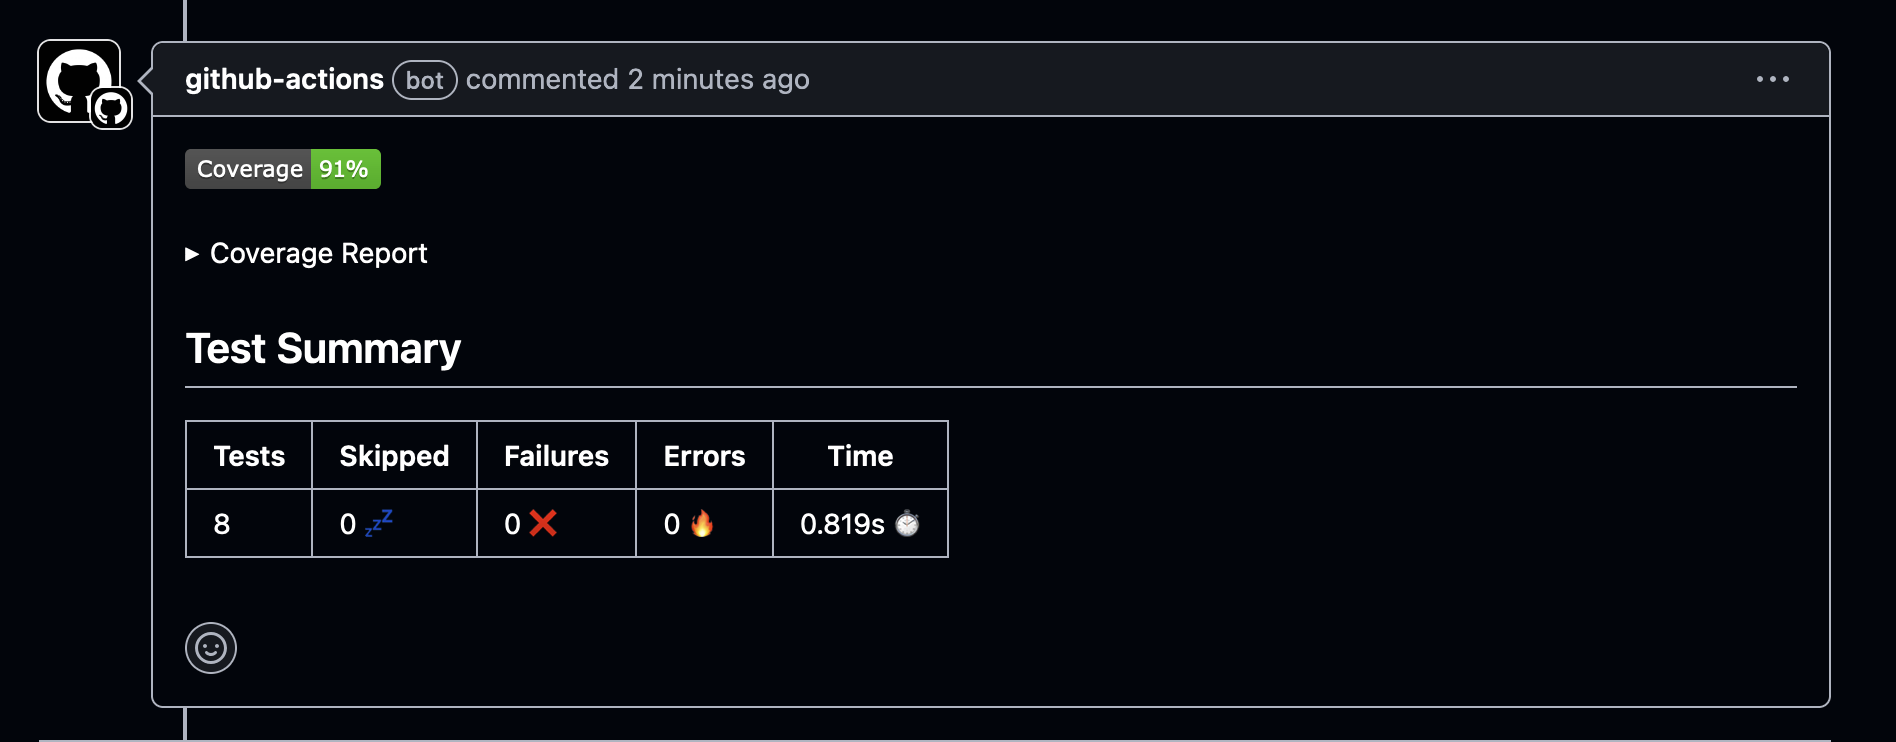 github-actions bot commented 2 minutes ago
Coverage 91%
Coverage Report
Test Summary
Tests Skipped Failures Errors Time
8 0 💤 0 ❌ 0 🔥 0.819s ⏱️